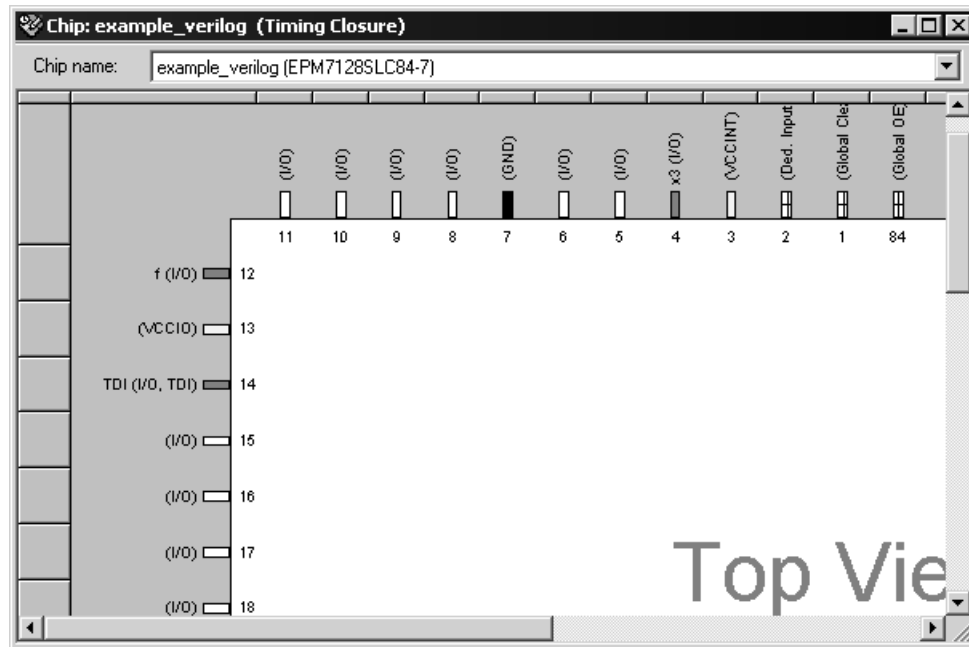 Chip: example_verilog (Timing Closure)
Chip name: example_verilog (EPM7128SLC84-7)
(I/O) (I/O) (I/O) (I/O) (GND) (I/O) (I/O) x3 (I/O) (VCCINT) (Ded. Input (Global Clea (Global OE)
11 10 9 8 7 6 5 4 3 2 1 84
f (I/O) 12
(VCCIO) 13
TDI (I/O, TDI) 14
(I/O) 15
(I/O) 16
(I/O) 17
(I/O) 18
Top Vie